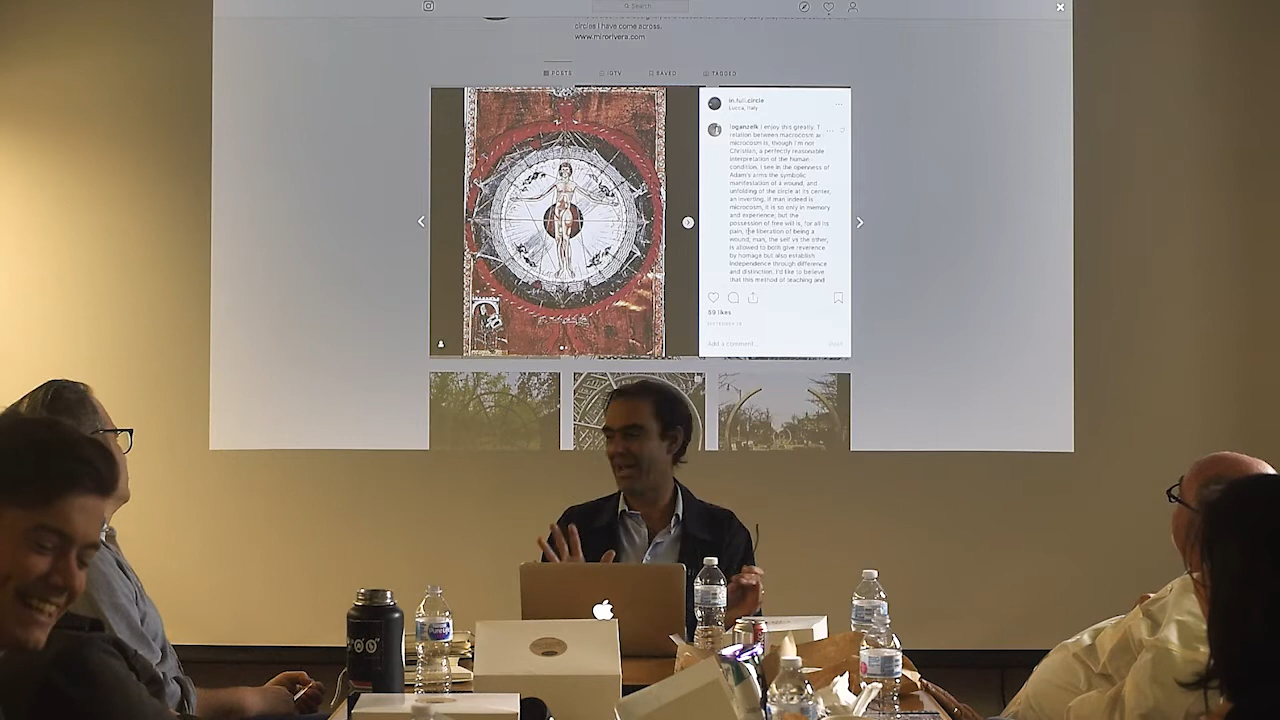 Search
circles I have come across.
www.mirorivera.com
POSTS
IGTV
SAVED
TAGGED
in.full.circle
Lucca, Italy
loganzelk I enjoy this greatly. T
relation between macrocosm a
microcosm is, though I'm not
Christian, a perfectly reasonable
interpretation of the human
condition. I see in the openness of
Adam's arms the symbolic
manifestation of a wound, and
unfolding of the circle at its center,
an inverting. if man indeed is
microcosm, it is so only in memory
and experience; but the
possession of free will is, for all its
pain, the liberation of being a
wound; man, the self vs the other,
is allowed to both give reverence
by homage but also establish
independence through difference
and distinction. I'd like to believe
that this method of teaching and
59 likes
Add a comment...
Pure Life